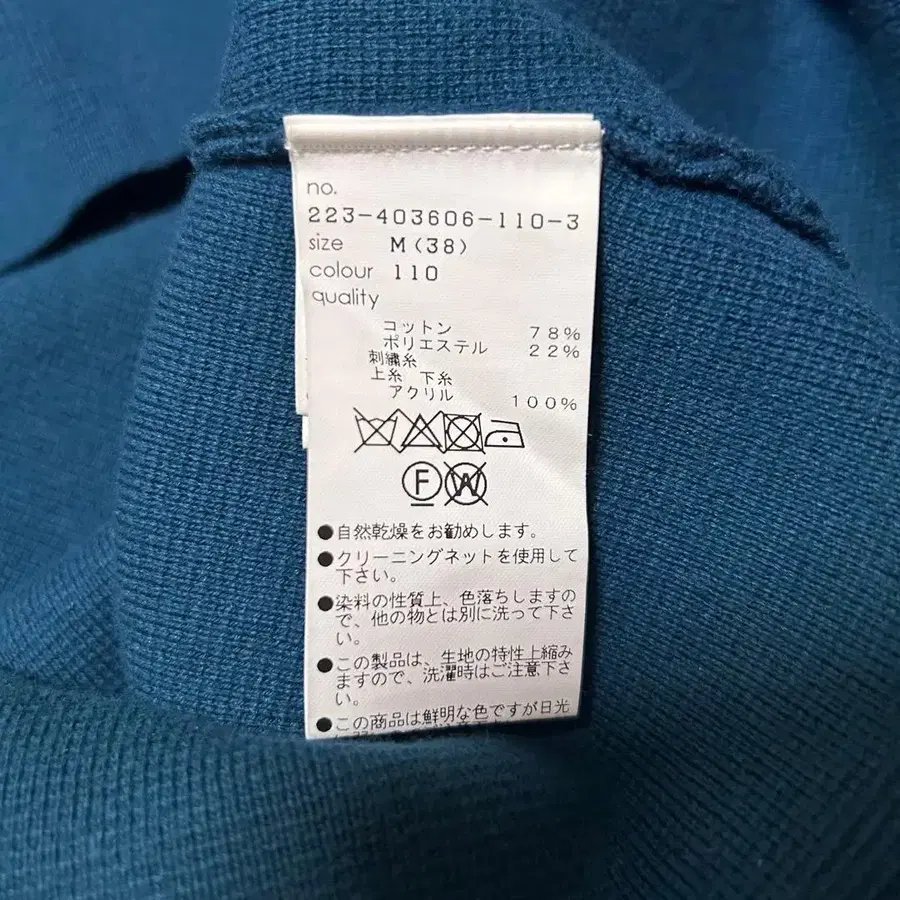 no.
223-403606-110-3
size M(38)
colour 110
quality
コットン 78%
ポリエステル 22%
刺繍糸
上糸 下糸
アクリル 100%
F
W
●自然乾燥をお勧めします。
●クリーニングネットを使用して
下さい。
●染料の性質上、色落ちしますの
で、他の物とは別に洗って下さ
い。
●この製品は、生地の特性上縮み
ますので、洗濯時はご注意下さ
い。
●この商品は鮮明な色ですが日光